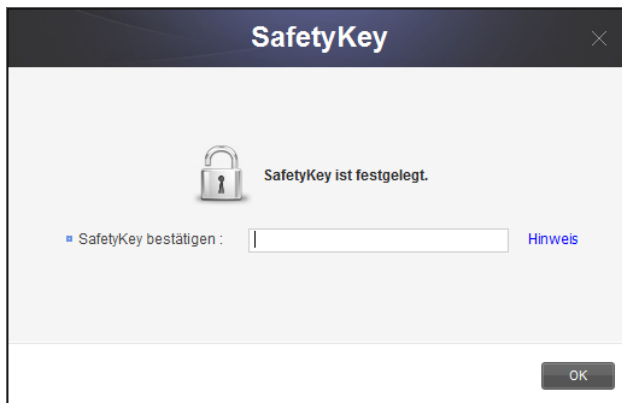 SafetyKey
SafetyKey ist festgelegt.
SafetyKey bestätigen :
Hinweis
OK